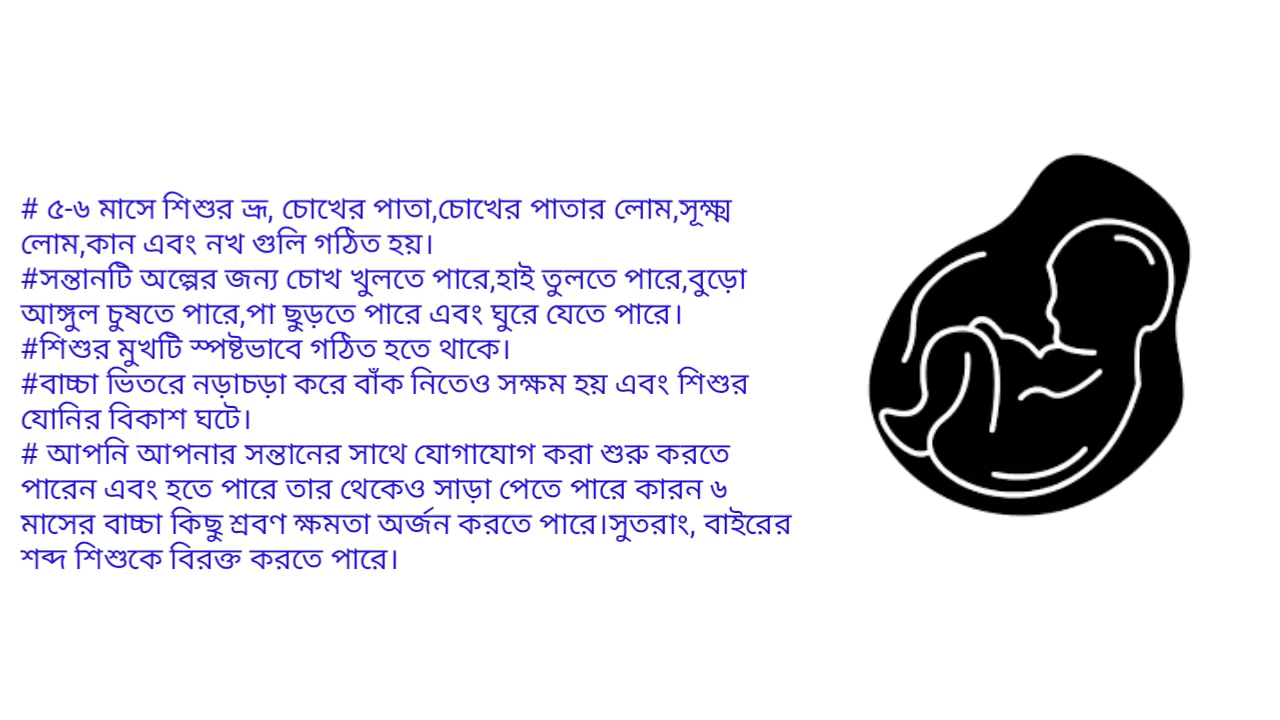 # ৫-৬ মাসে শিশুর ভ্রূ, চোখের পাতা,চোখের পাতার লোম,সূক্ষ্ম
লোম,কান এবং নখ গুলি গঠিত হয়।
#সন্তানটি অল্পের জন্য চোখ খুলতে পারে,হাই তুলতে পারে,বুড়ো
আঙ্গুল চুষতে পারে,পা ছুড়তে পারে এবং ঘুরে যেতে পারে।
#শিশুর মুখটি স্পষ্টভাবে গঠিত হতে থাকে।
#বাচ্চা ভিতরে নড়াচড়া করে বাঁক নিতেও সক্ষম হয় এবং শিশুর
যোনির বিকাশ ঘটে।
# আপনি আপনার সন্তানের সাথে যোগাযোগ করা শুরু করতে
পারেন এবং হতে পারে তার থেকেও সাড়া পেতে পারে কারন ৬
মাসের বাচ্চা কিছু শ্রবণ ক্ষমতা অর্জন করতে পারে।সুতরাং, বাইরের
শব্দ শিশুকে বিরক্ত করতে পারে।